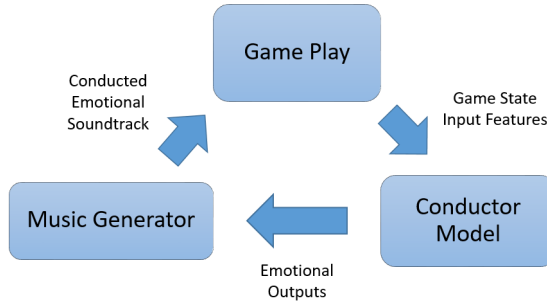 Game Play
Conducted
Emotional
Soundtrack
Game State
Input Features
Music Generator
Conductor
Model
Emotional
Outputs